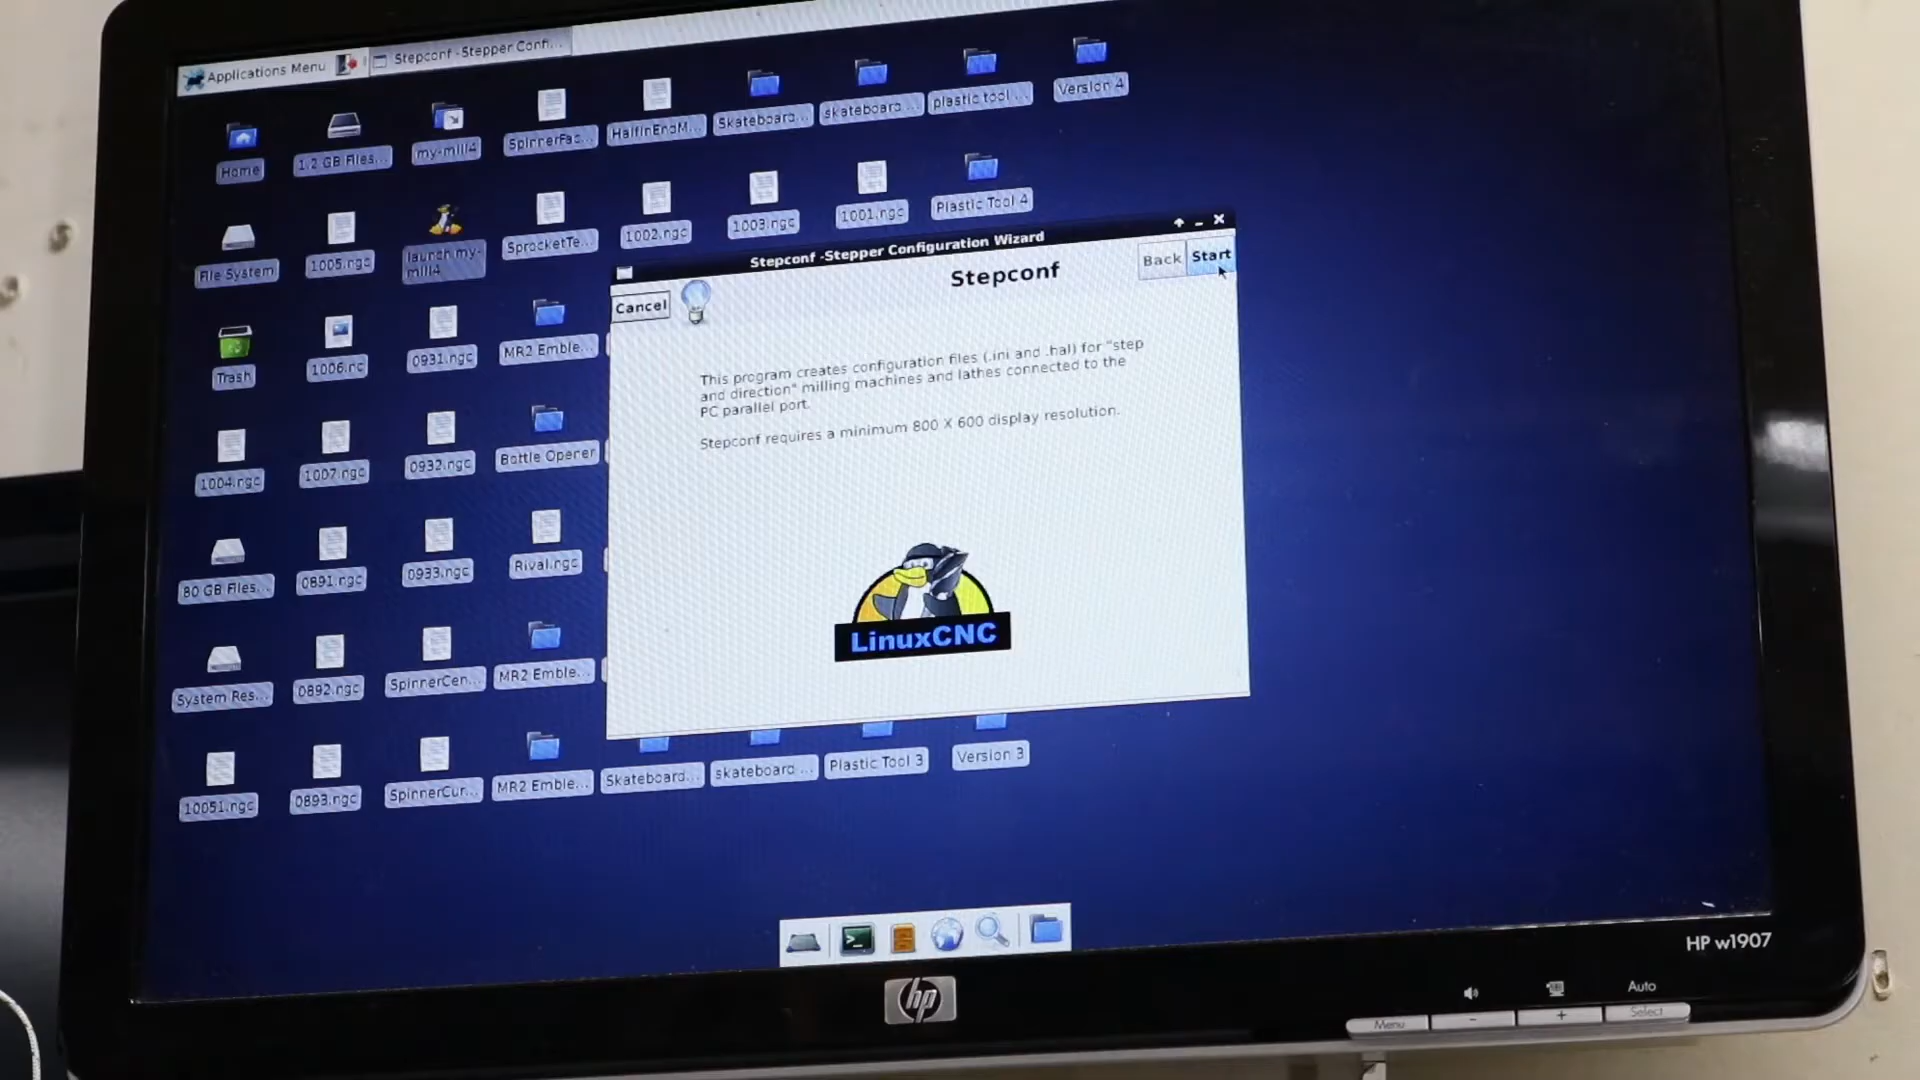 Applications Menu
Stepconf -Stepper Confi...
Home
1.2 GB Files...
my-mill4
SpinnerFac...
HalfInEndM...
Skateboard...
skateboard ...
plastic tool ...
Version 4
File System
1005.ngc
launch my-
mill4
SprocketTe...
1002.ngc
1003.ngc
1001.ngc
Plastic Tool 4
Trash
1006.nc
0931.ngc
MR2 Emble...
1004.ngc
1007.ngc
0932.ngc
Bottle Opener
80 GB Files...
0891.ngc
0933.ngc
Rival.ngc
System Res...
0892.ngc
SpinnerCen...
MR2 Emble...
10051.ngc
0893.ngc
SpinnerCur...
MR2 Emble...
Skateboard...
skateboard ...
Plastic Tool 3
Version 3
Stepconf -Stepper Configuration Wizard
Cancel
Stepconf
Back
Start
This program creates configuration files (.ini and .hal) for "step
and direction" milling machines and lathes connected to the
PC parallel port.
Stepconf requires a minimum 800 X 600 display resolution.
LinuxCNC
HP w1907
hp
Auto
Menu
-
+
Select